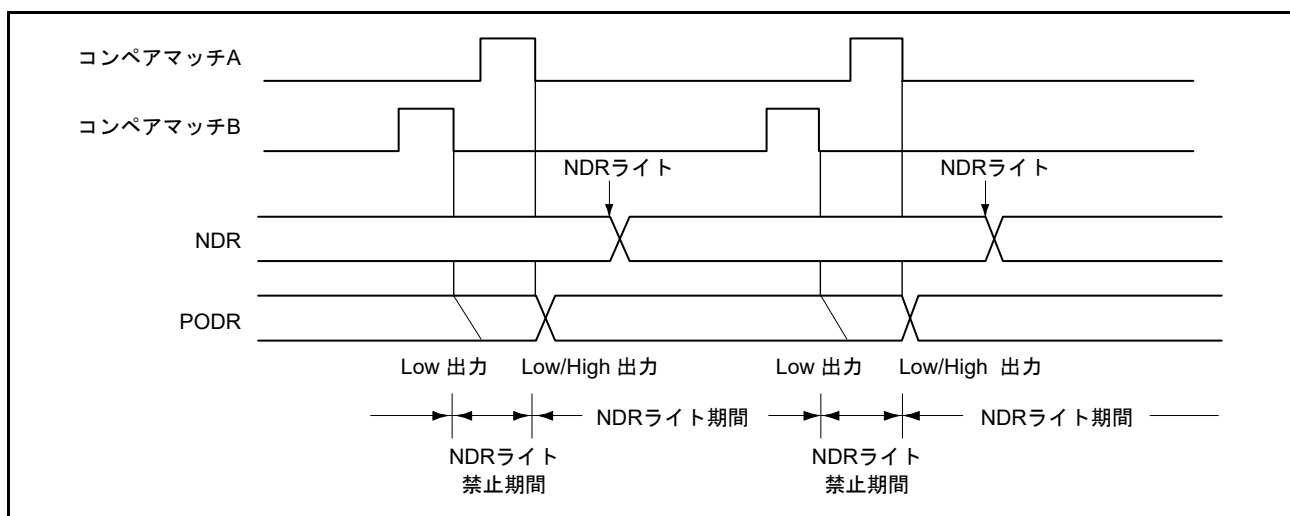 コンペアマッチA
コンペアマッチB
NDRライト
NDRライト
NDR
PODR
Low 出力
Low/High 出力
Low 出力
Low/High 出力
NDRライト期間
NDRライト期間
NDRライト
禁止期間
NDRライト
禁止期間